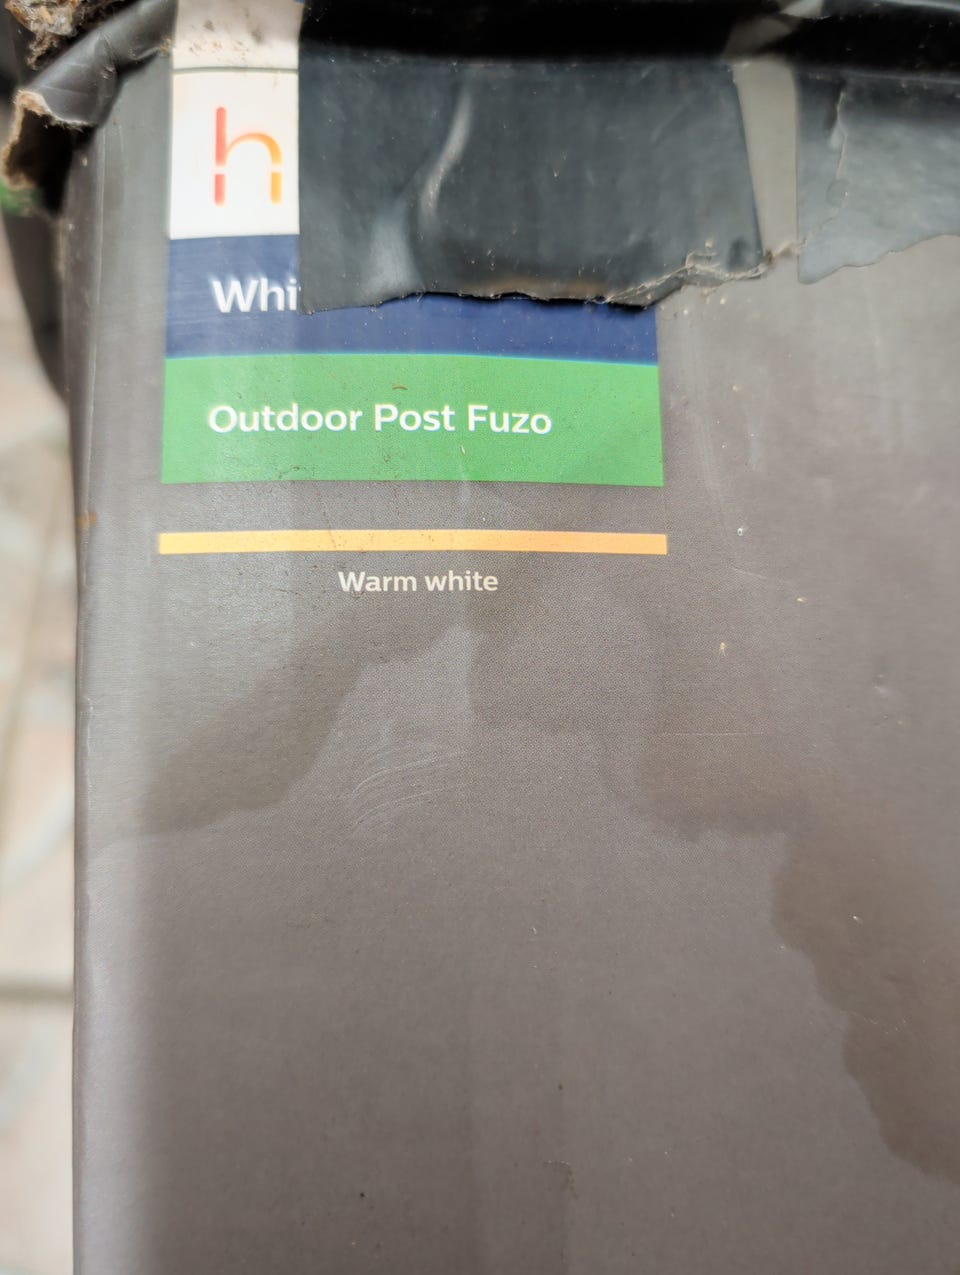 h
Whi
Outdoor Post Fuzo
Warm white